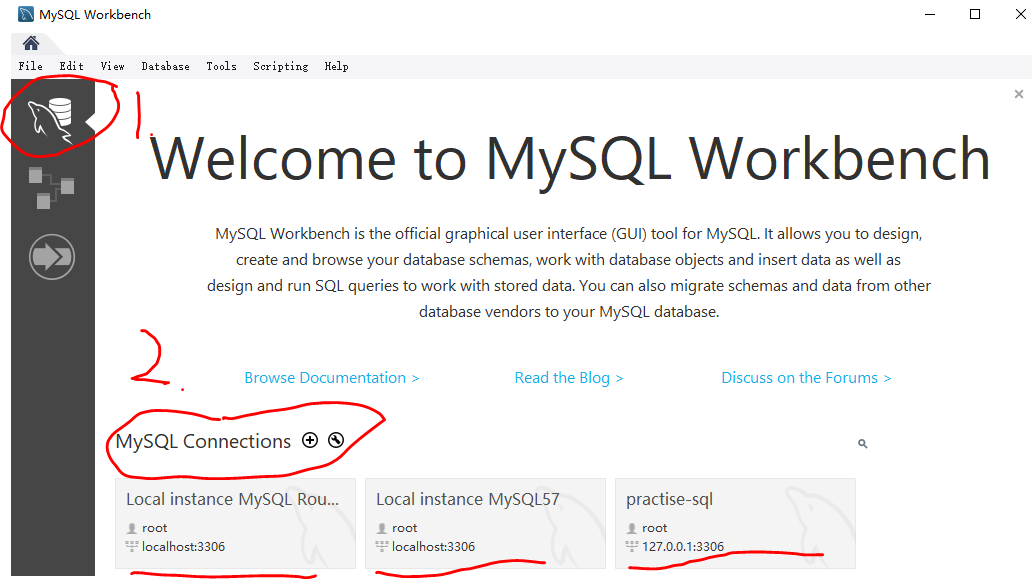 MySQL Workbench
File Edit View Database Tools Scripting Help
1.
Welcome to MySQL Workbench
MySQL Workbench is the official graphical user interface (GUI) tool for MySQL. It allows you to design,
create and browse your database schemas, work with database objects and insert data as well as
design and run SQL queries to work with stored data. You can also migrate schemas and data from other
database vendors to your MySQL database.
2.
Browse Documentation > Read the Blog > Discuss on the Forums >
MySQL Connections
Local instance MySQL Rou...
root
localhost:3306
Local instance MySQL57
root
localhost:3306
practise-sql
root
127.0.0.1:3306